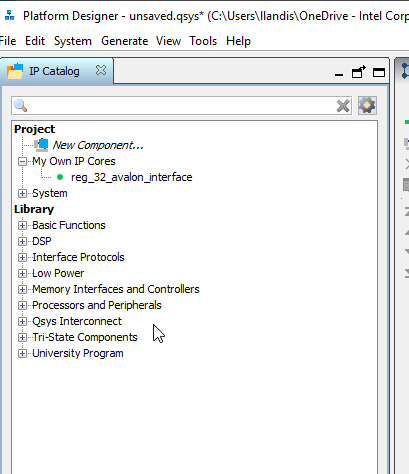 Platform Designer - unsaved.qsys* (C:\Users\llandis\OneDrive - Intel Corp
File Edit System Generate View Tools Help
IP Catalog
Project
New Component...
My Own IP Cores
reg_32_avalon_interface
System
Library
Basic Functions
DSP
Interface Protocols
Low Power
Memory Interfaces and Controllers
Processors and Peripherals
Qsys Interconnect
Tri-State Components
University Program